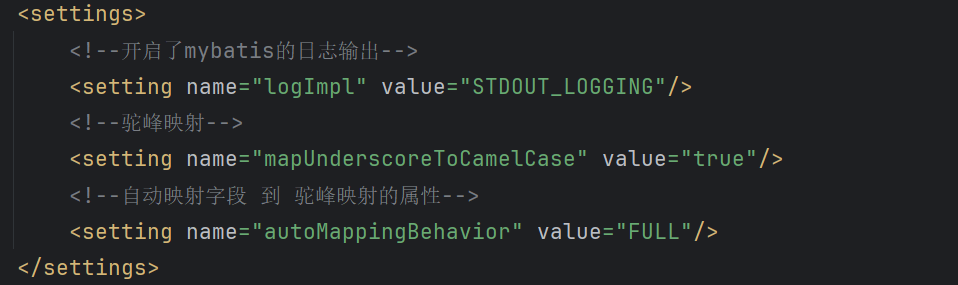 <settings>
<!--开启了mybatis的日志输出-->
<setting name="logImpl" value="STDOUT_LOGGING"/>
<!--驼峰映射-->
<setting name="mapUnderscoreToCamelCase" value="true"/>
<!--自动映射字段 到 驼峰映射的属性-->
<setting name="autoMappingBehavior" value="FULL"/>
</settings>